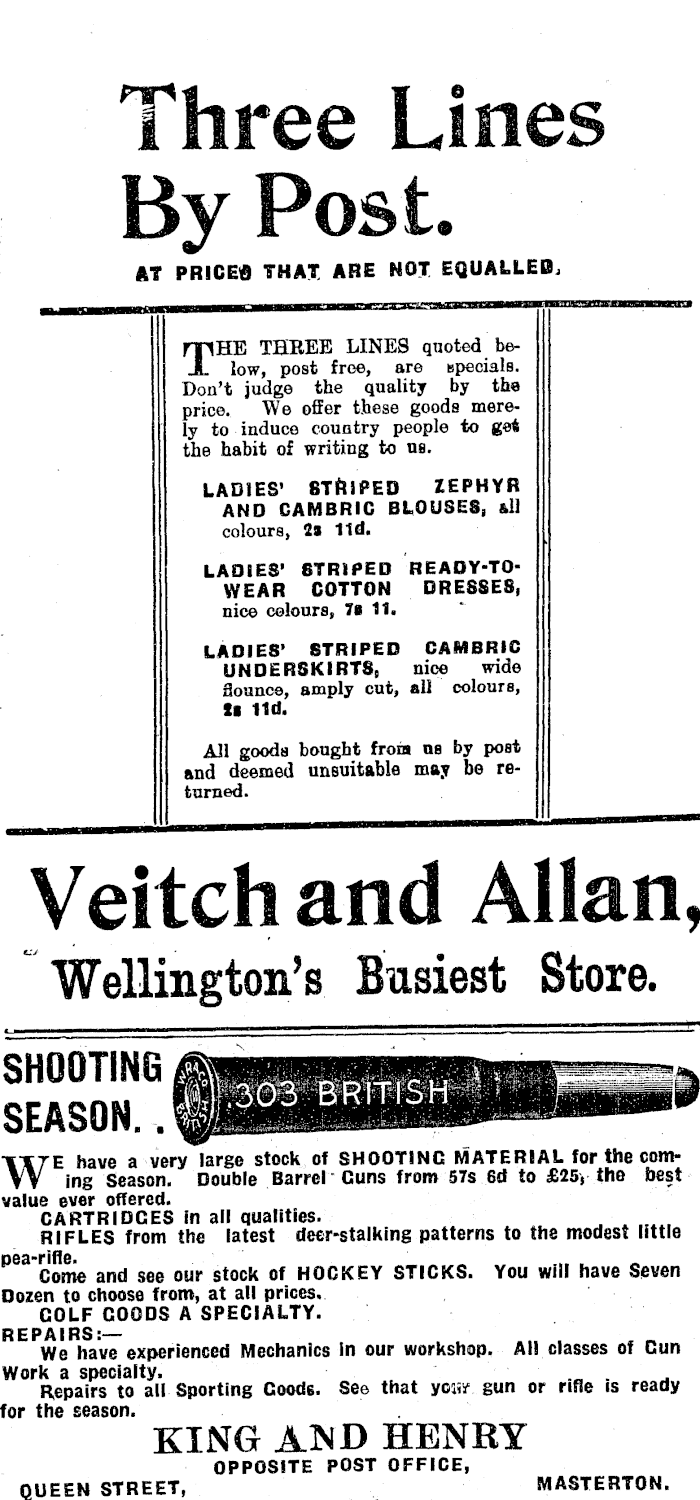 Three Lines
By Post.
AT PRICES THAT ARE NOT EQUALLED.
THE THREE LINES quoted be-
low, post free, are specials.
Don't judge the quality by the
price. We offer these goods mere-
ly to induce country people to get
the habit of writing to us.
LADIES' STRIPED ZEPHYR
AND CAMBRIC BLOUSES, all
colours, 2s 11d.
LADIES' STRIPED READY-TO-
WEAR COTTON DRESSES,
nice colours, 7s 11.
LADIES' STRIPED CAMBRIC
UNDERSKIRTS, nice wide
flounce, amply cut, all colours,
2s 11d.
All goods bought from us by post
and deemed unsuitable may be re-
turned.
Veitch and Allan,
Wellington's Busiest Store.
SHOOTING
SEASON. .
.303 BRITISH
WE have a very large stock of SHOOTING MATERIAL for the com-
ing Season. Double Barrel Guns from 57s 6d to £25, the best
value ever offered.
CARTRIDGES in all qualities.
RIFLES from the latest deer-stalking patterns to the modest little
pea-rifle.
Come and see our stock of HOCKEY STICKS. You will have Seven
Dozen to choose from, at all prices.
GOLF GOODS A SPECIALTY.
REPAIRS:—
We have experienced Mechanics in our workshop. All classes of Gun
Work a specialty.
Repairs to all Sporting Goods. See that your gun or rifle is ready
for the season.
KING AND HENRY
OPPOSITE POST OFFICE,
QUEEN STREET, MASTERTON.